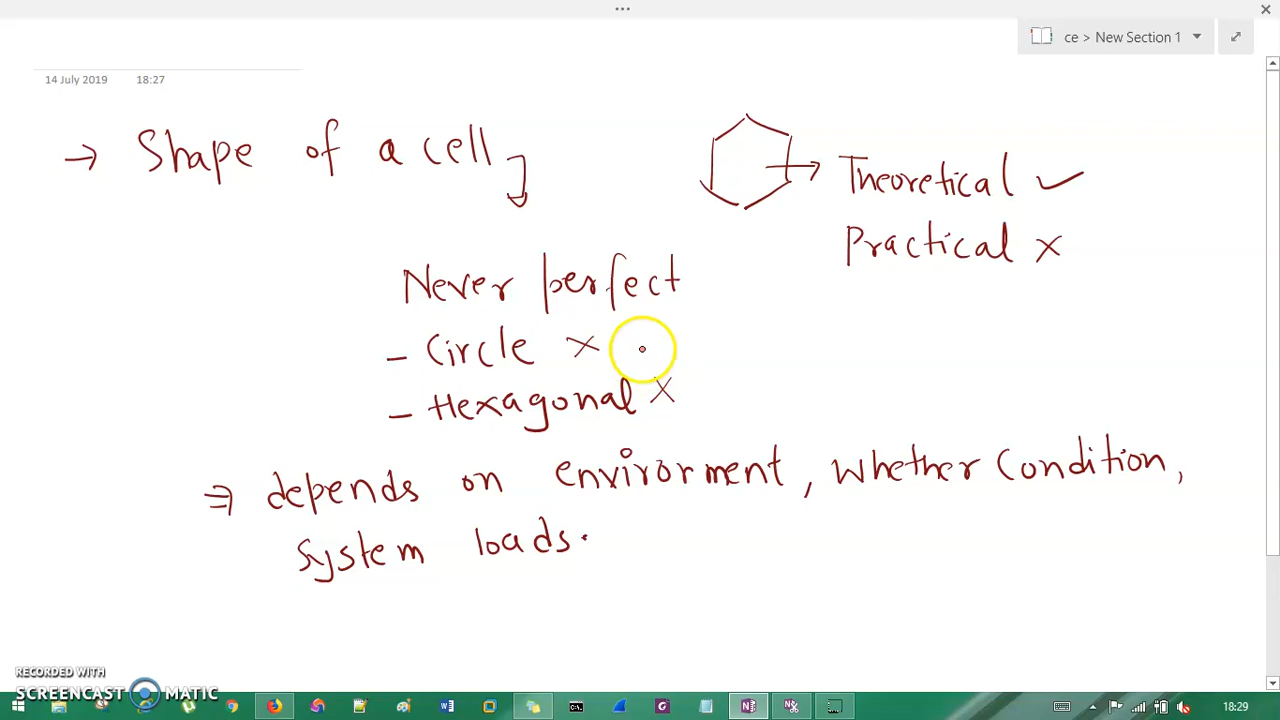 ...
ce > New Section 1
14 July 2019 18:27
→ Shape of a cell
Theoretical ✓
Practical ×
Never perfect
- Circle ×
- Hexagonal ×
⇒ depends on envirorment, Whether Condition,
System loads.
RECORDED WITH
SCREENCAST MATIC
18:29